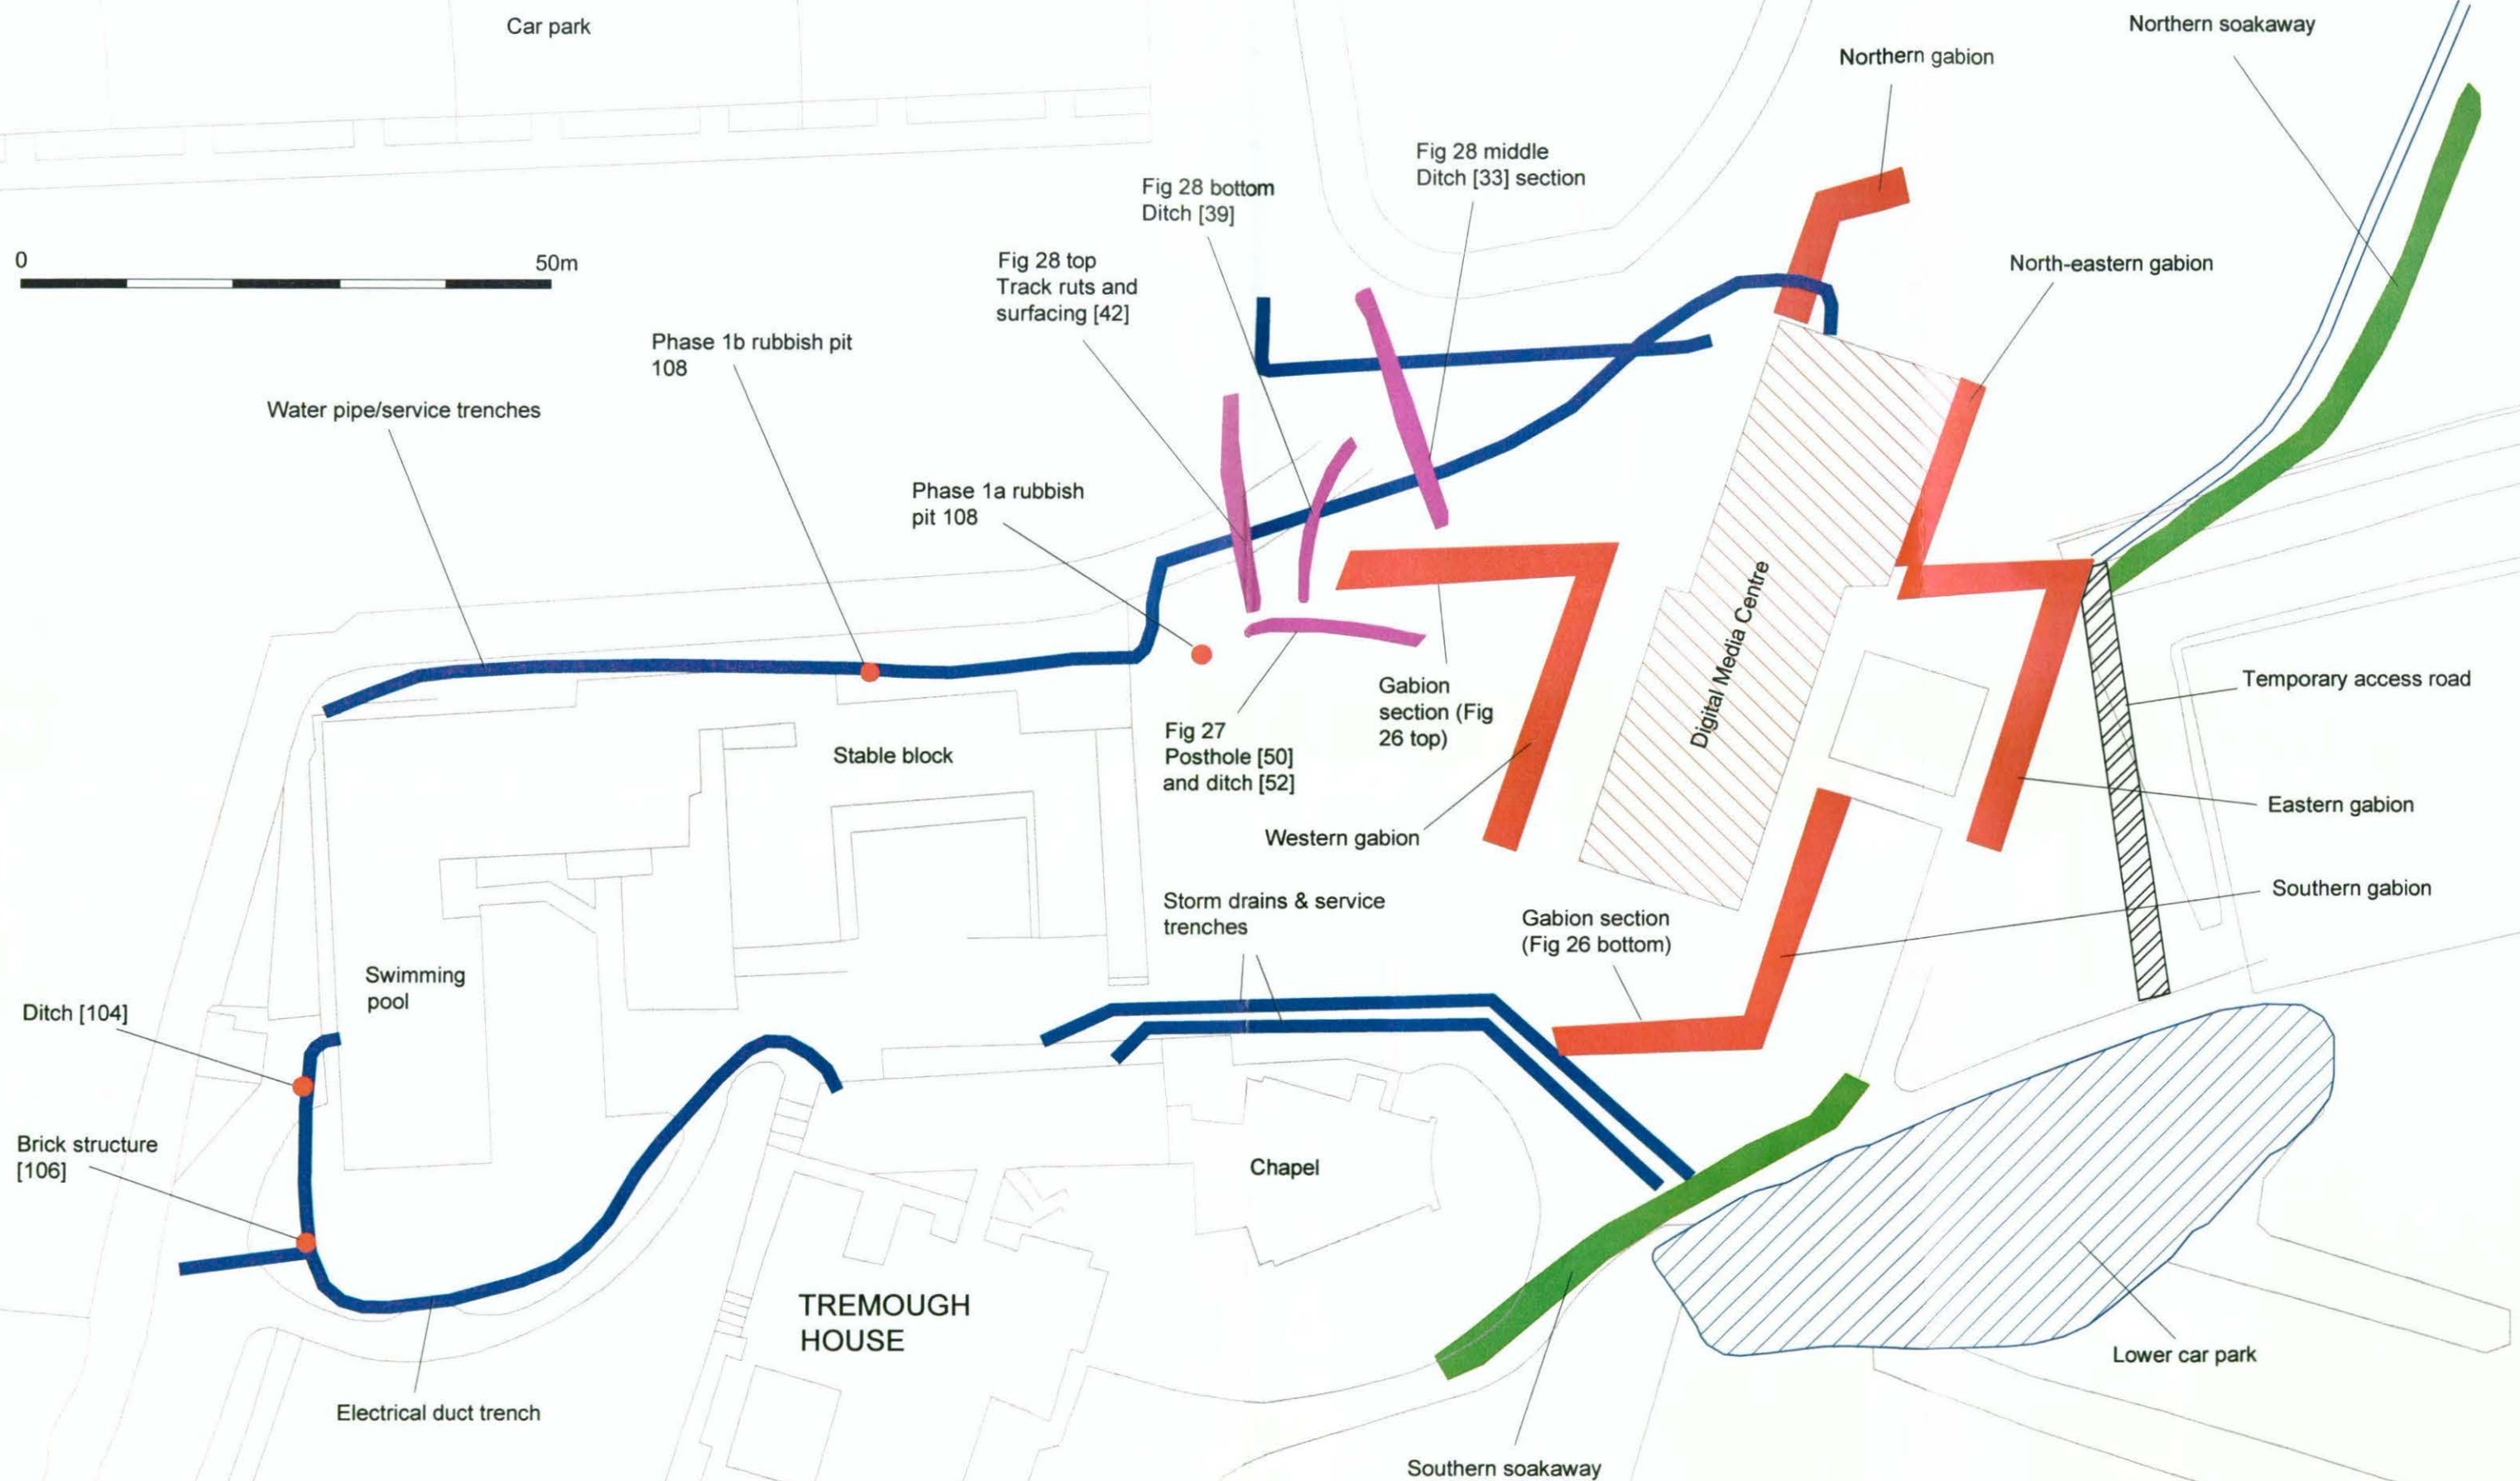 Car park
Northern soakaway
Northern gabion
Fig 28 middle
Ditch [33] section
Fig 28 bottom
Ditch [39]
0
50m
Fig 28 top
Track ruts and
surfacing [42]
North-eastern gabion
Phase 1b rubbish pit
108
Water pipe/service trenches
Phase 1a rubbish
pit 108
Digital Media Centre
Gabion
section (Fig
26 top)
Temporary access road
Fig 27
Posthole [50]
and ditch [52]
Stable block
Eastern gabion
Western gabion
Southern gabion
Storm drains & service
trenches
Gabion section
(Fig 26 bottom)
Swimming
pool
Ditch [104]
Brick structure
[106]
Chapel
TREMOUGH
HOUSE
Lower car park
Electrical duct trench
Southern soakaway